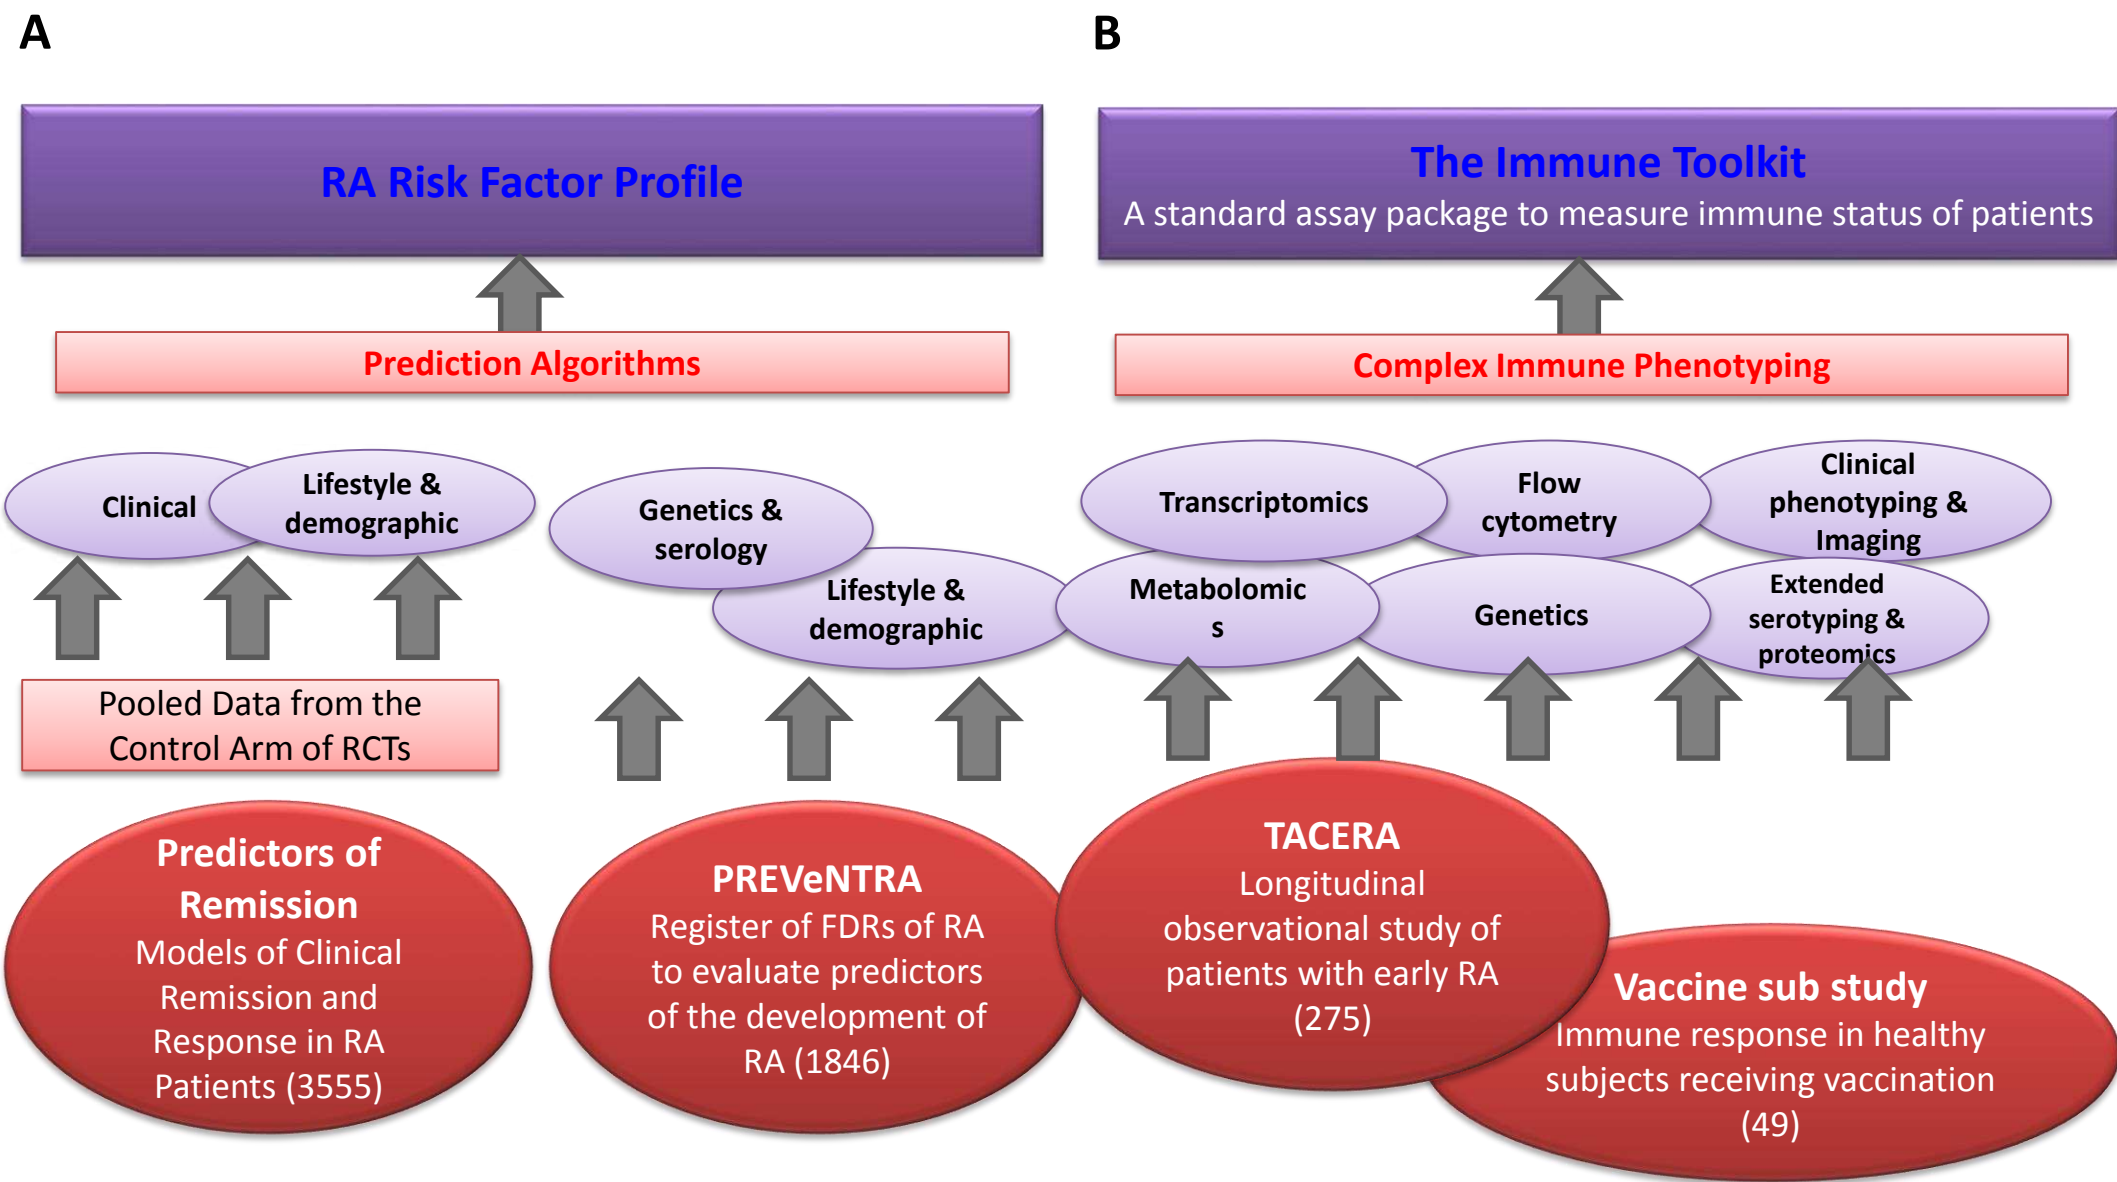 A
RA Risk Factor Profile
Prediction Algorithms
Clinical
Lifestyle &
demographic
Genetics &
serology
Lifestyle &
demographic
Pooled Data from the
Control Arm of RCTs
Predictors of
Remission
Models of Clinical
Remission and
Response in RA
Patients (3555)
PREVeNTRA
Register of FDRs of RA
to evaluate predictors
of the development of
RA (1846)
B
The Immune Toolkit
A standard assay package to measure immune status of patients
Complex Immune Phenotyping
Transcriptomics
Flow
cytometry
Clinical
phenotyping &
Imaging
Metabolomic
s
Genetics
Extended
serotyping &
proteomics
TACERA
Longitudinal
observational study of
patients with early RA
(275)
Vaccine sub study
Immune response in healthy
subjects receiving vaccination
(49)